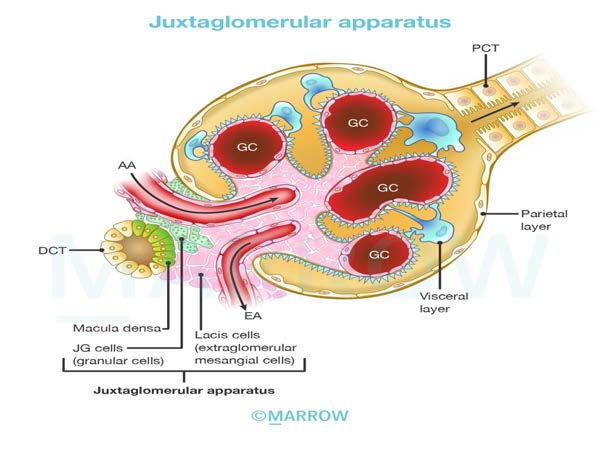 Juxtaglomerular apparatus
PCT
GC
GC
AA
GC
Parietal
layer
DCT
GC
Visceral
layer
EA
Macula densa
Lacis cells
(extraglomerular
mesangial cells)
JG cells
(granular cells)
Juxtaglomerular apparatus
MARROW
©MARROW